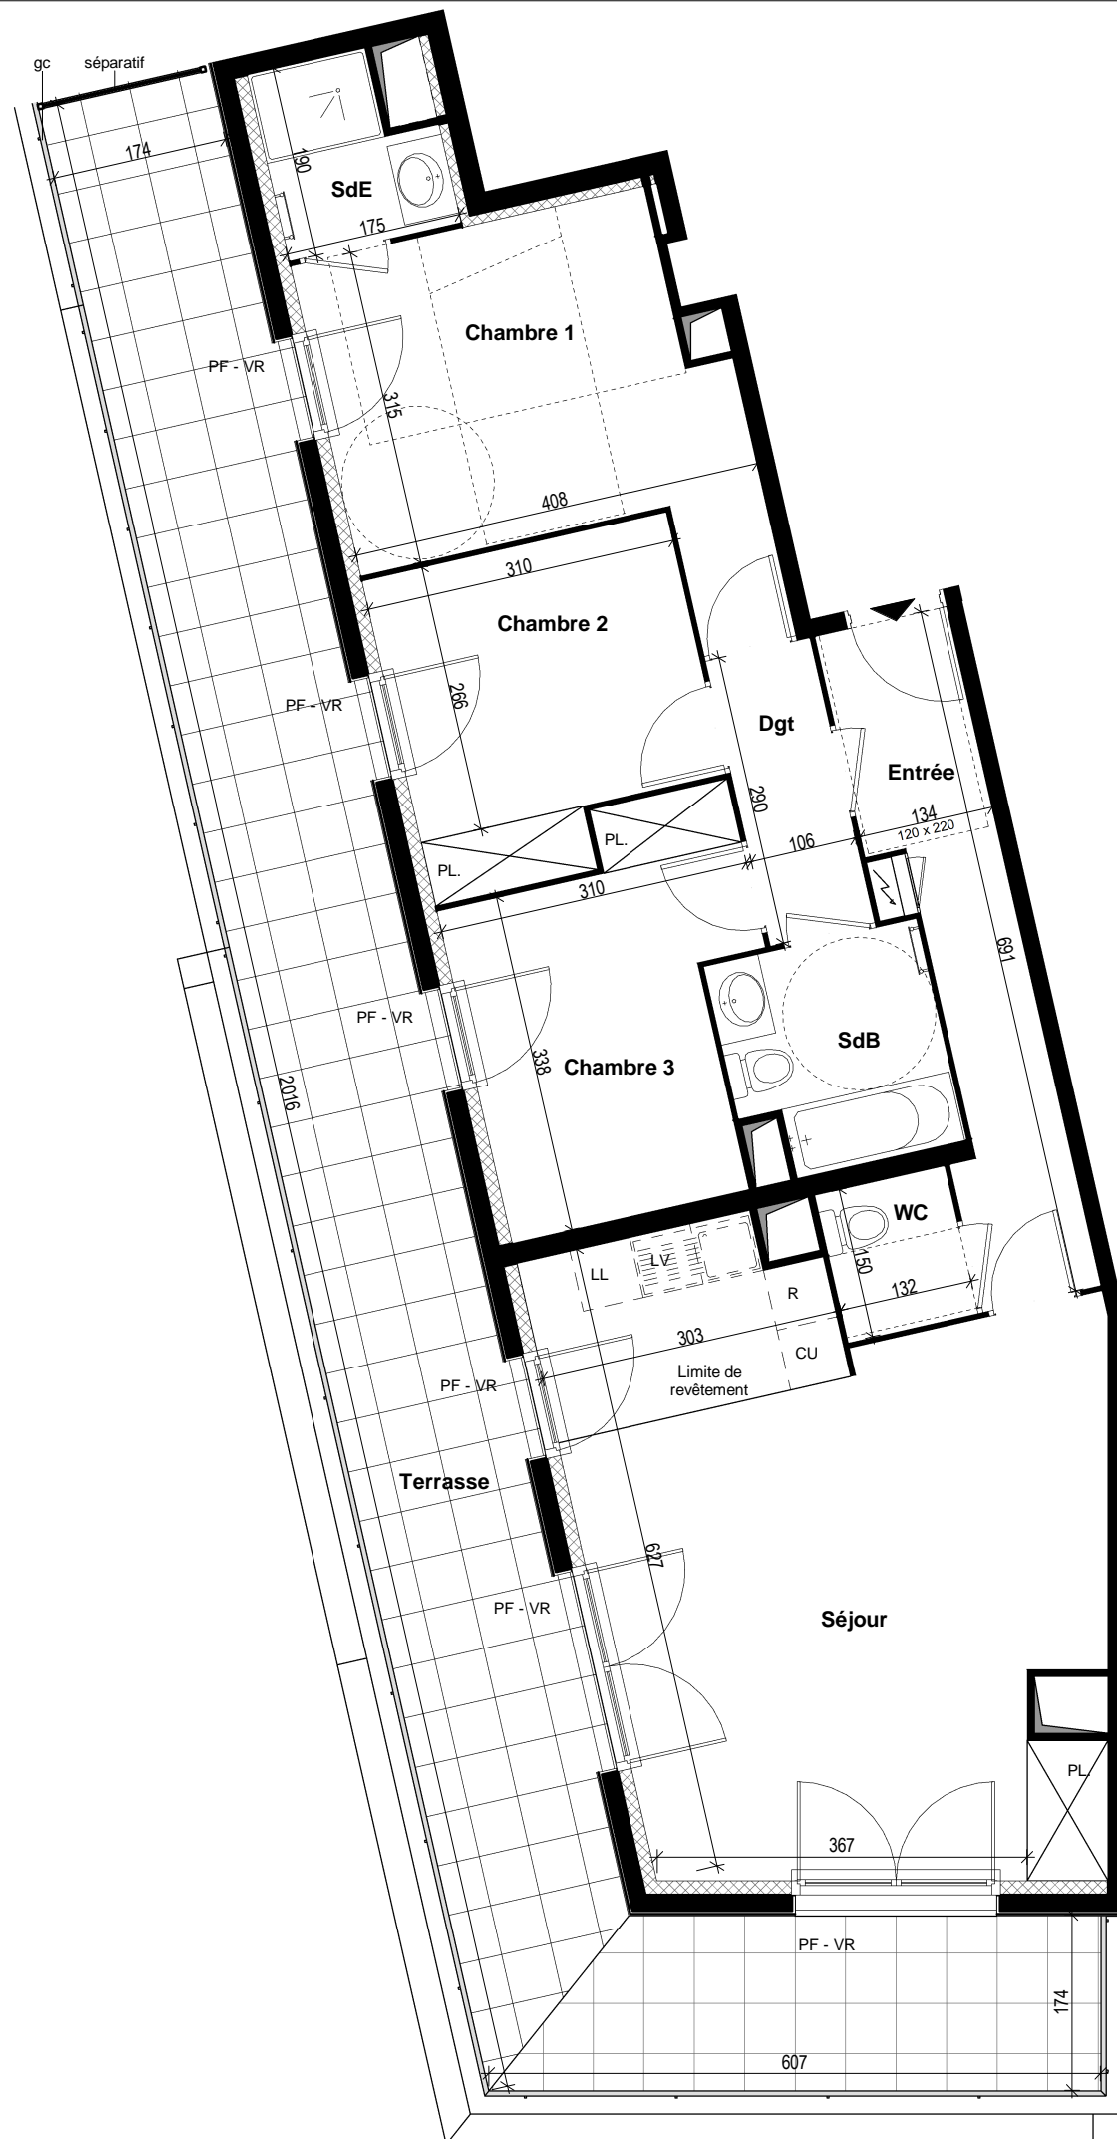 gc
séparatif
174
190
SdE
175
Chambre 1
PF - VR
315
408
310
Chambre 2
266
PF - VR
Dgt
Entrée
290
134
120 x 220
106
PL.
PL.
310
691
PF - VR
338
Chambre 3
SdB
2016
WC
150
132
LL
LV
R
303
CU
Limite de
revêtement
PF - VR
Terrasse
627
PF - VR
Séjour
PL.
367
PF - VR
174
607